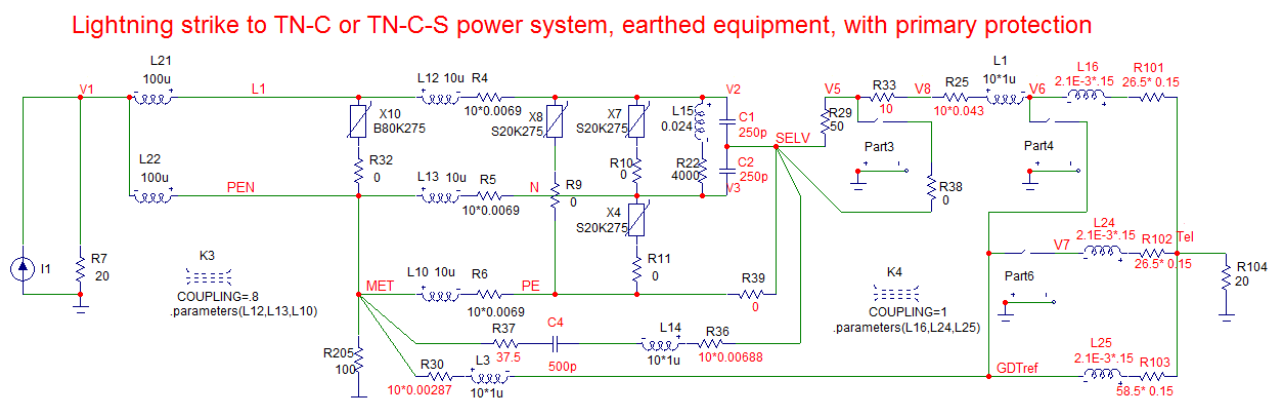 Lightning strike to TN-C or TN-C-S power system, earthed equipment, with primary protection
L21
100u
V1
L1
L12 10u
R4
10*0.0069
V2
L15
0.024
C1
250p
X10
B80K275
X8
S20K275
X7
S20K275
R32
0
R10
0
R22
4000
C2
250p
V3
SELV
V5
R33
10
V8
R25
10*0.043
L1
10*1u
V6
L16
2.1E-3*.15
R101
26.5* 0.15
R29
50
Part3
Part4
R38
0
L22
100u
PEN
L13 10u
R5
10*0.0069
N
R9
0
X4
S20K275
R11
0
I1
R7
20
K3
COUPLING=.8
.parameters(L12,L13,L10)
MET
L10 10u
R6
10*0.0069
PE
R39
0
K4
COUPLING=1
.parameters(L16,L24,L25)
V7
L24
2.1E-3*.15
R102
26.5* 0.15
Tel
Part6
R104
20
R37
37.5
C4
500p
L14
10*1u
R36
10*0.00688
R205
100
R30
10*0.00287
L3
10*1u
GDTref
L25
2.1E-3*.15
R103
58.5* 0.15